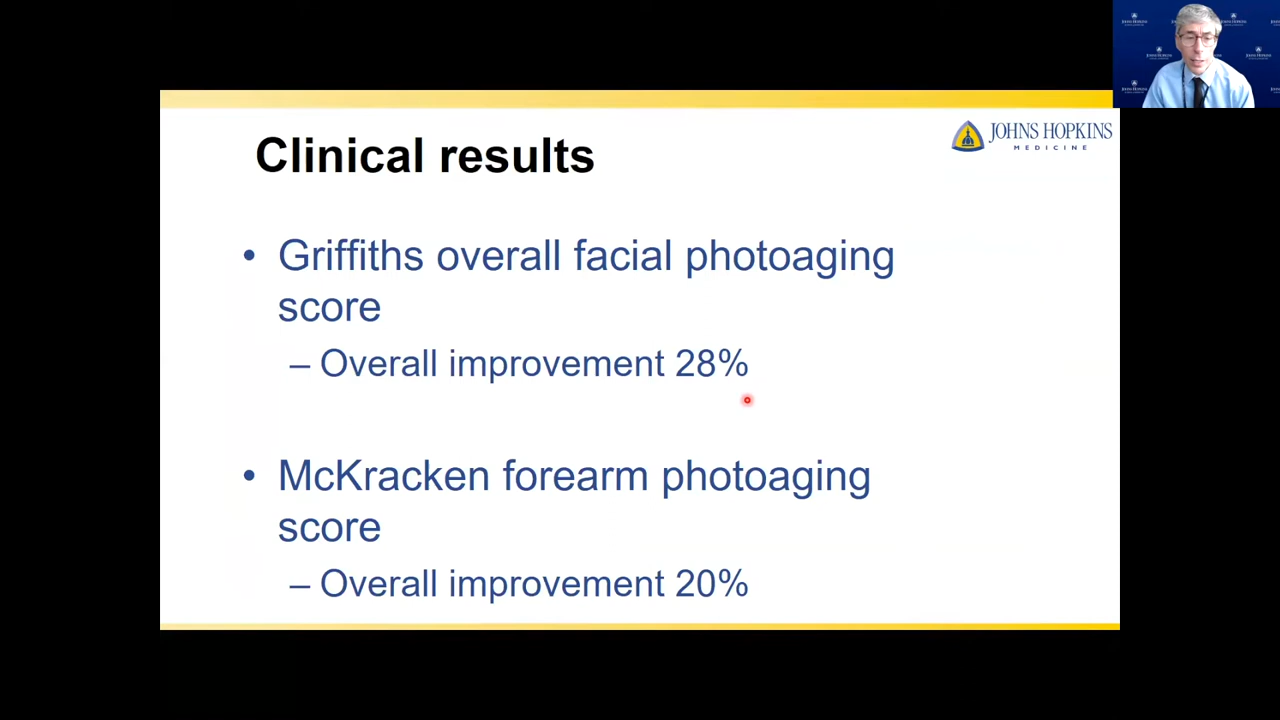 Clinical results
JOHNS HOPKINS
MEDICINE
• Griffiths overall facial photoaging
score
– Overall improvement 28%
• McKracken forearm photoaging
score
– Overall improvement 20%